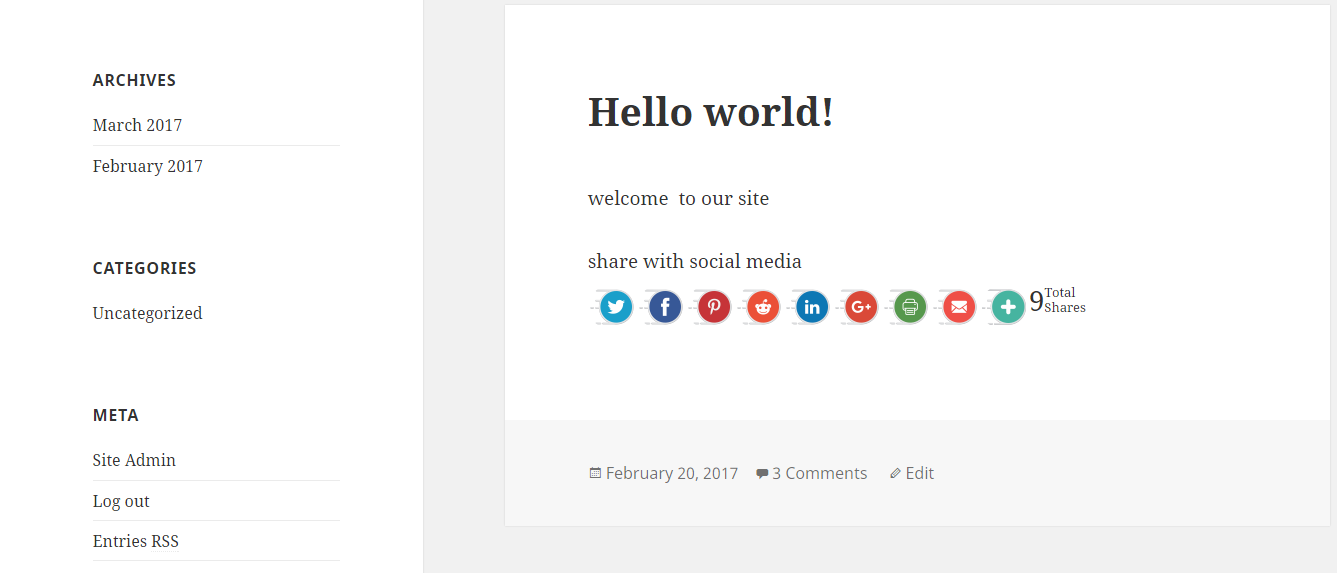 ARCHIVES
March 2017
February 2017
CATEGORIES
Uncategorized
META
Site Admin
Log out
Entries RSS
Hello world!
welcome  to our site
share with social media
9 Total
Shares
February 20, 2017 3 Comments Edit